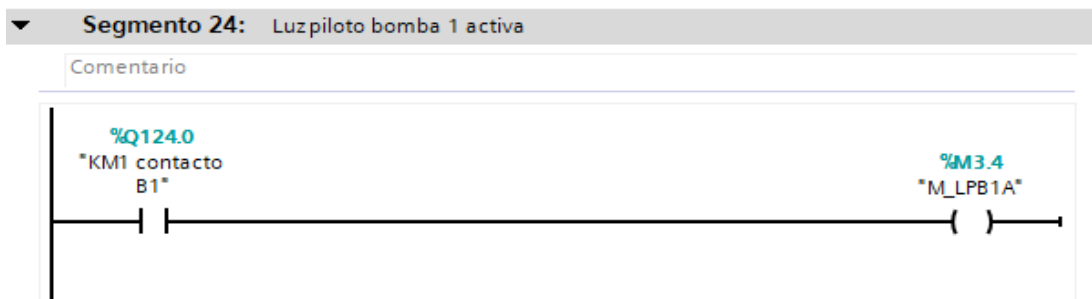 Segmento 24: Luz piloto bomba 1 activa
Comentario
%Q124.0
"KM1 contacto
B1"
%M3.4
"M_LPB1A"